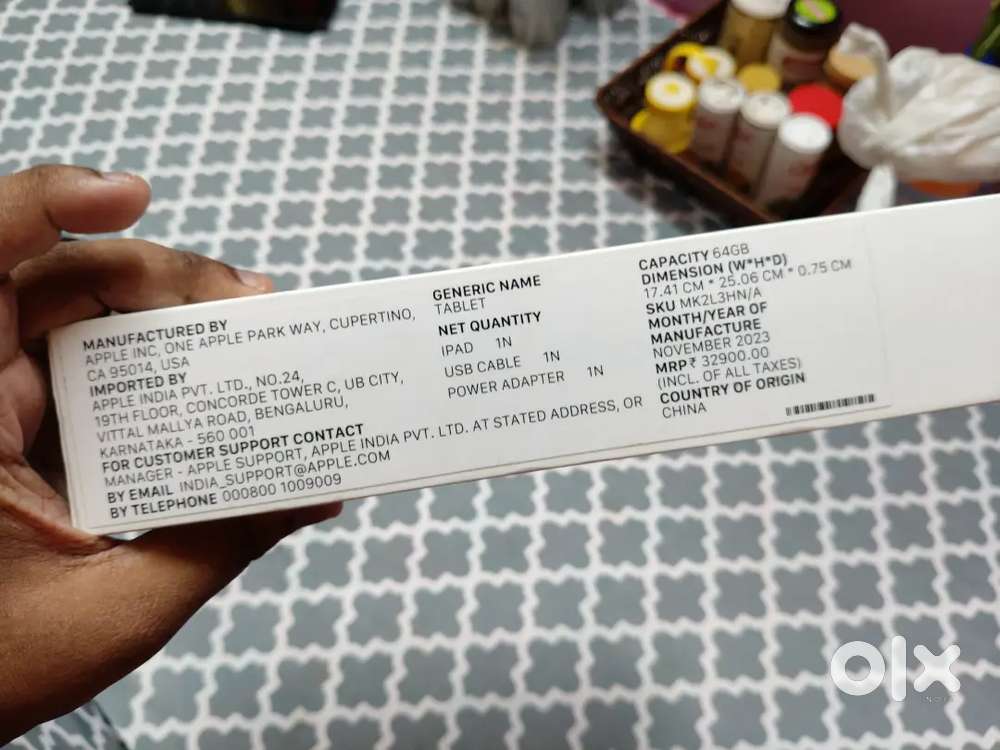 MANUFACTURED BY
APPLE INC, ONE APPLE PARK WAY, CUPERTINO,
CA 95014, USA
IMPORTED BY
APPLE INDIA PVT. LTD., NO.24,
19TH FLOOR, CONCORDE TOWER C, UB CITY,
VITTAL MALLYA ROAD, BENGALURU,
KARNATAKA - 560 001
FOR CUSTOMER SUPPORT CONTACT
MANAGER - APPLE SUPPORT, APPLE INDIA PVT. LTD. AT STATED ADDRESS, OR
BY EMAIL INDIA_SUPPORT@APPLE.COM
BY TELEPHONE 000800 1009009
GENERIC NAME
TABLET
NET QUANTITY
IPAD 1N
USB CABLE 1N
POWER ADAPTER 1N
CAPACITY 64GB
DIMENSION (W*H*D)
17.41 CM * 25.06 CM * 0.75 CM
SKU MK2L3HN/A
MONTH/YEAR OF
MANUFACTURE
NOVEMBER 2023
MRP₹ 32900.00
(INCL. OF ALL TAXES)
COUNTRY OF ORIGIN
CHINA
olx